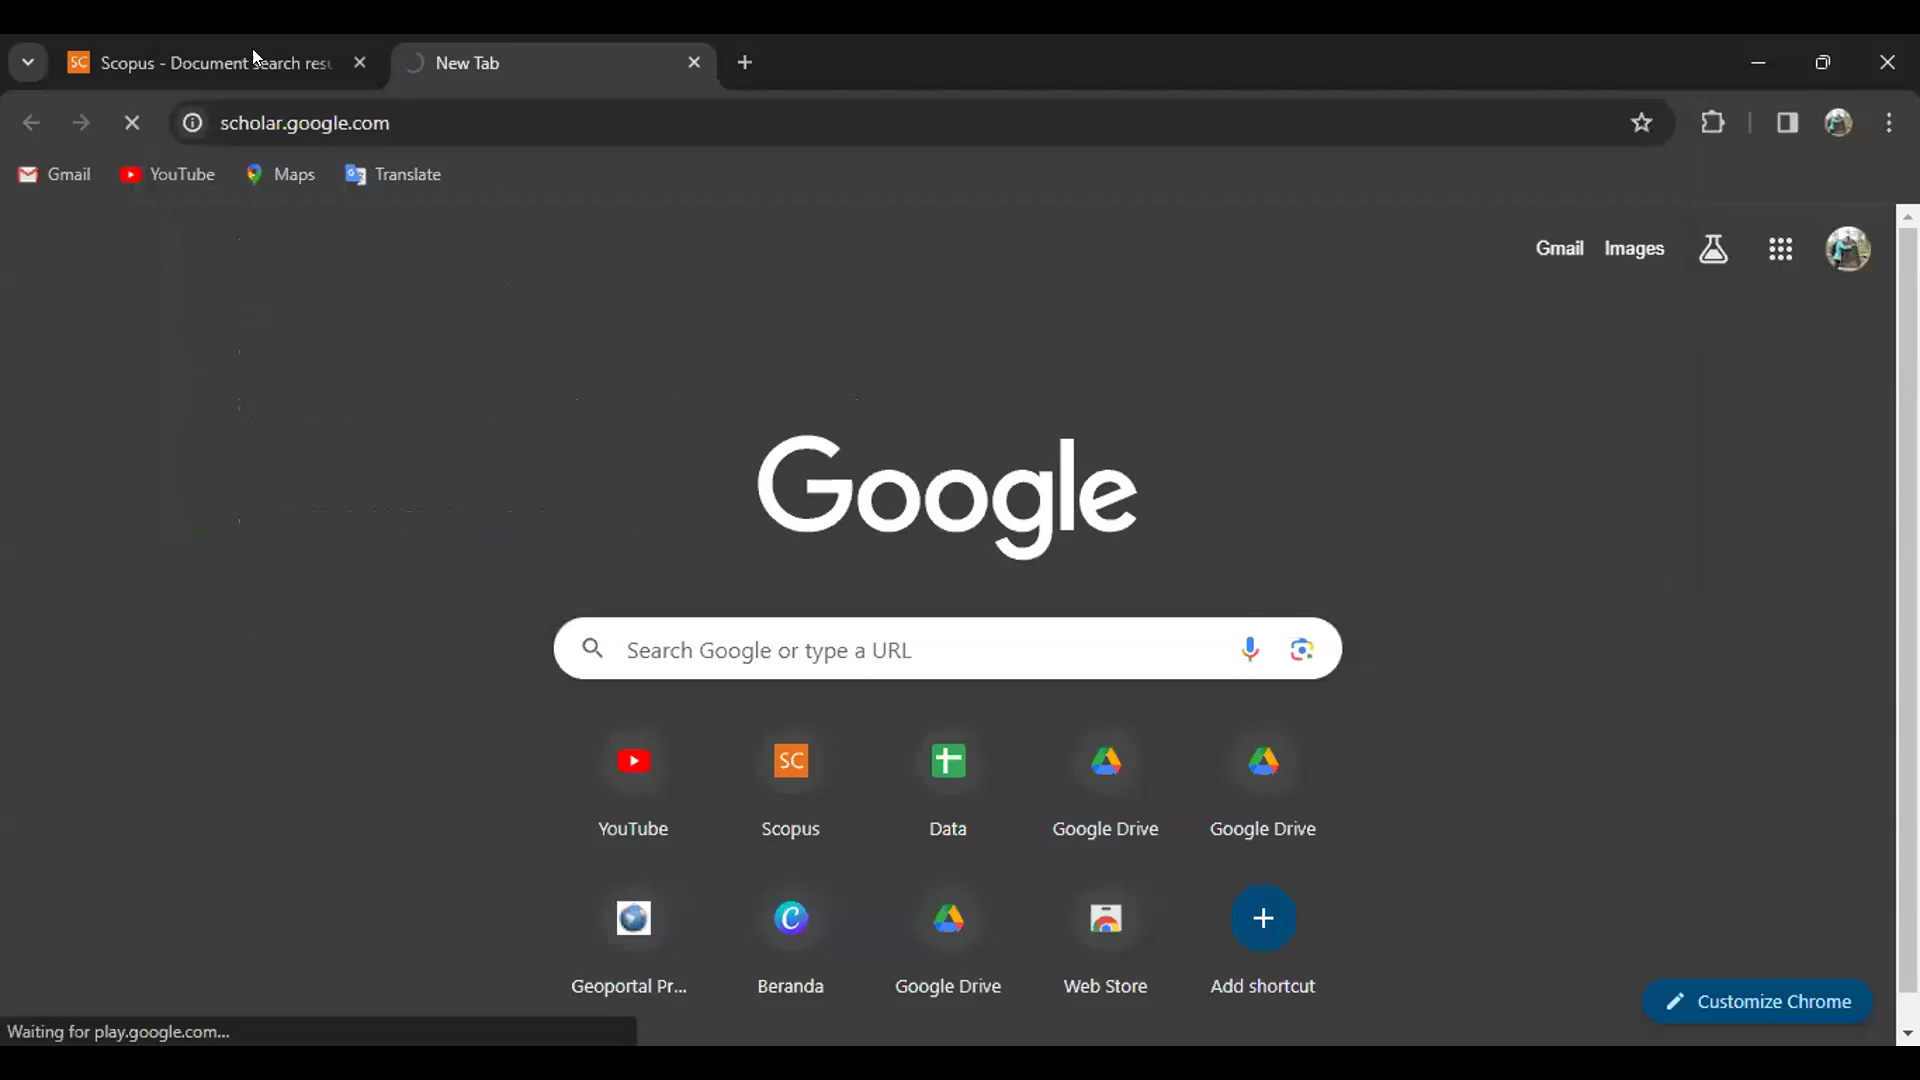 SC Scopus - Document search resu
New Tab
scholar.google.com
Gmail YouTube Maps Translate
Gmail Images
Google
Search Google or type a URL
SC
YouTube Scopus Data Google Drive Google Drive
Geoportal Pr... Beranda Google Drive Web Store Add shortcut
Customize Chrome
Waiting for play.google.com...